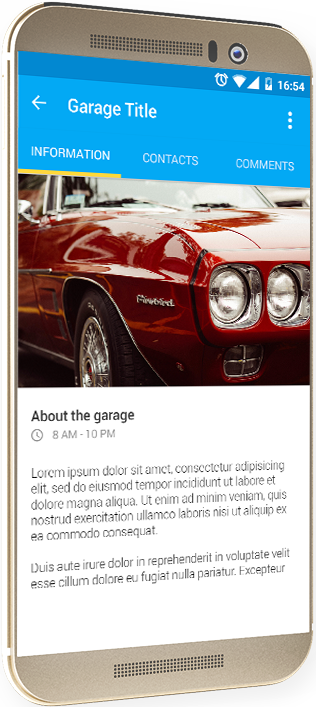 16:54
Garage Title
INFORMATION
CONTACTS
COMMENTS
Firebird
About the garage
8 AM - 10 PM
Lorem ipsum dolor sit amet, consectetur adipisicing
elit, sed do eiusmod tempor incididunt ut labore et
dolore magna aliqua. Ut enim ad minim veniam, quis
nostrud exercitation ullamco laboris nisi ut aliquip ex
ea commodo consequat.
Duis aute irure dolor in reprehenderit in voluptate velit
esse cillum dolore eu fugiat nulla pariatur. Excepteur